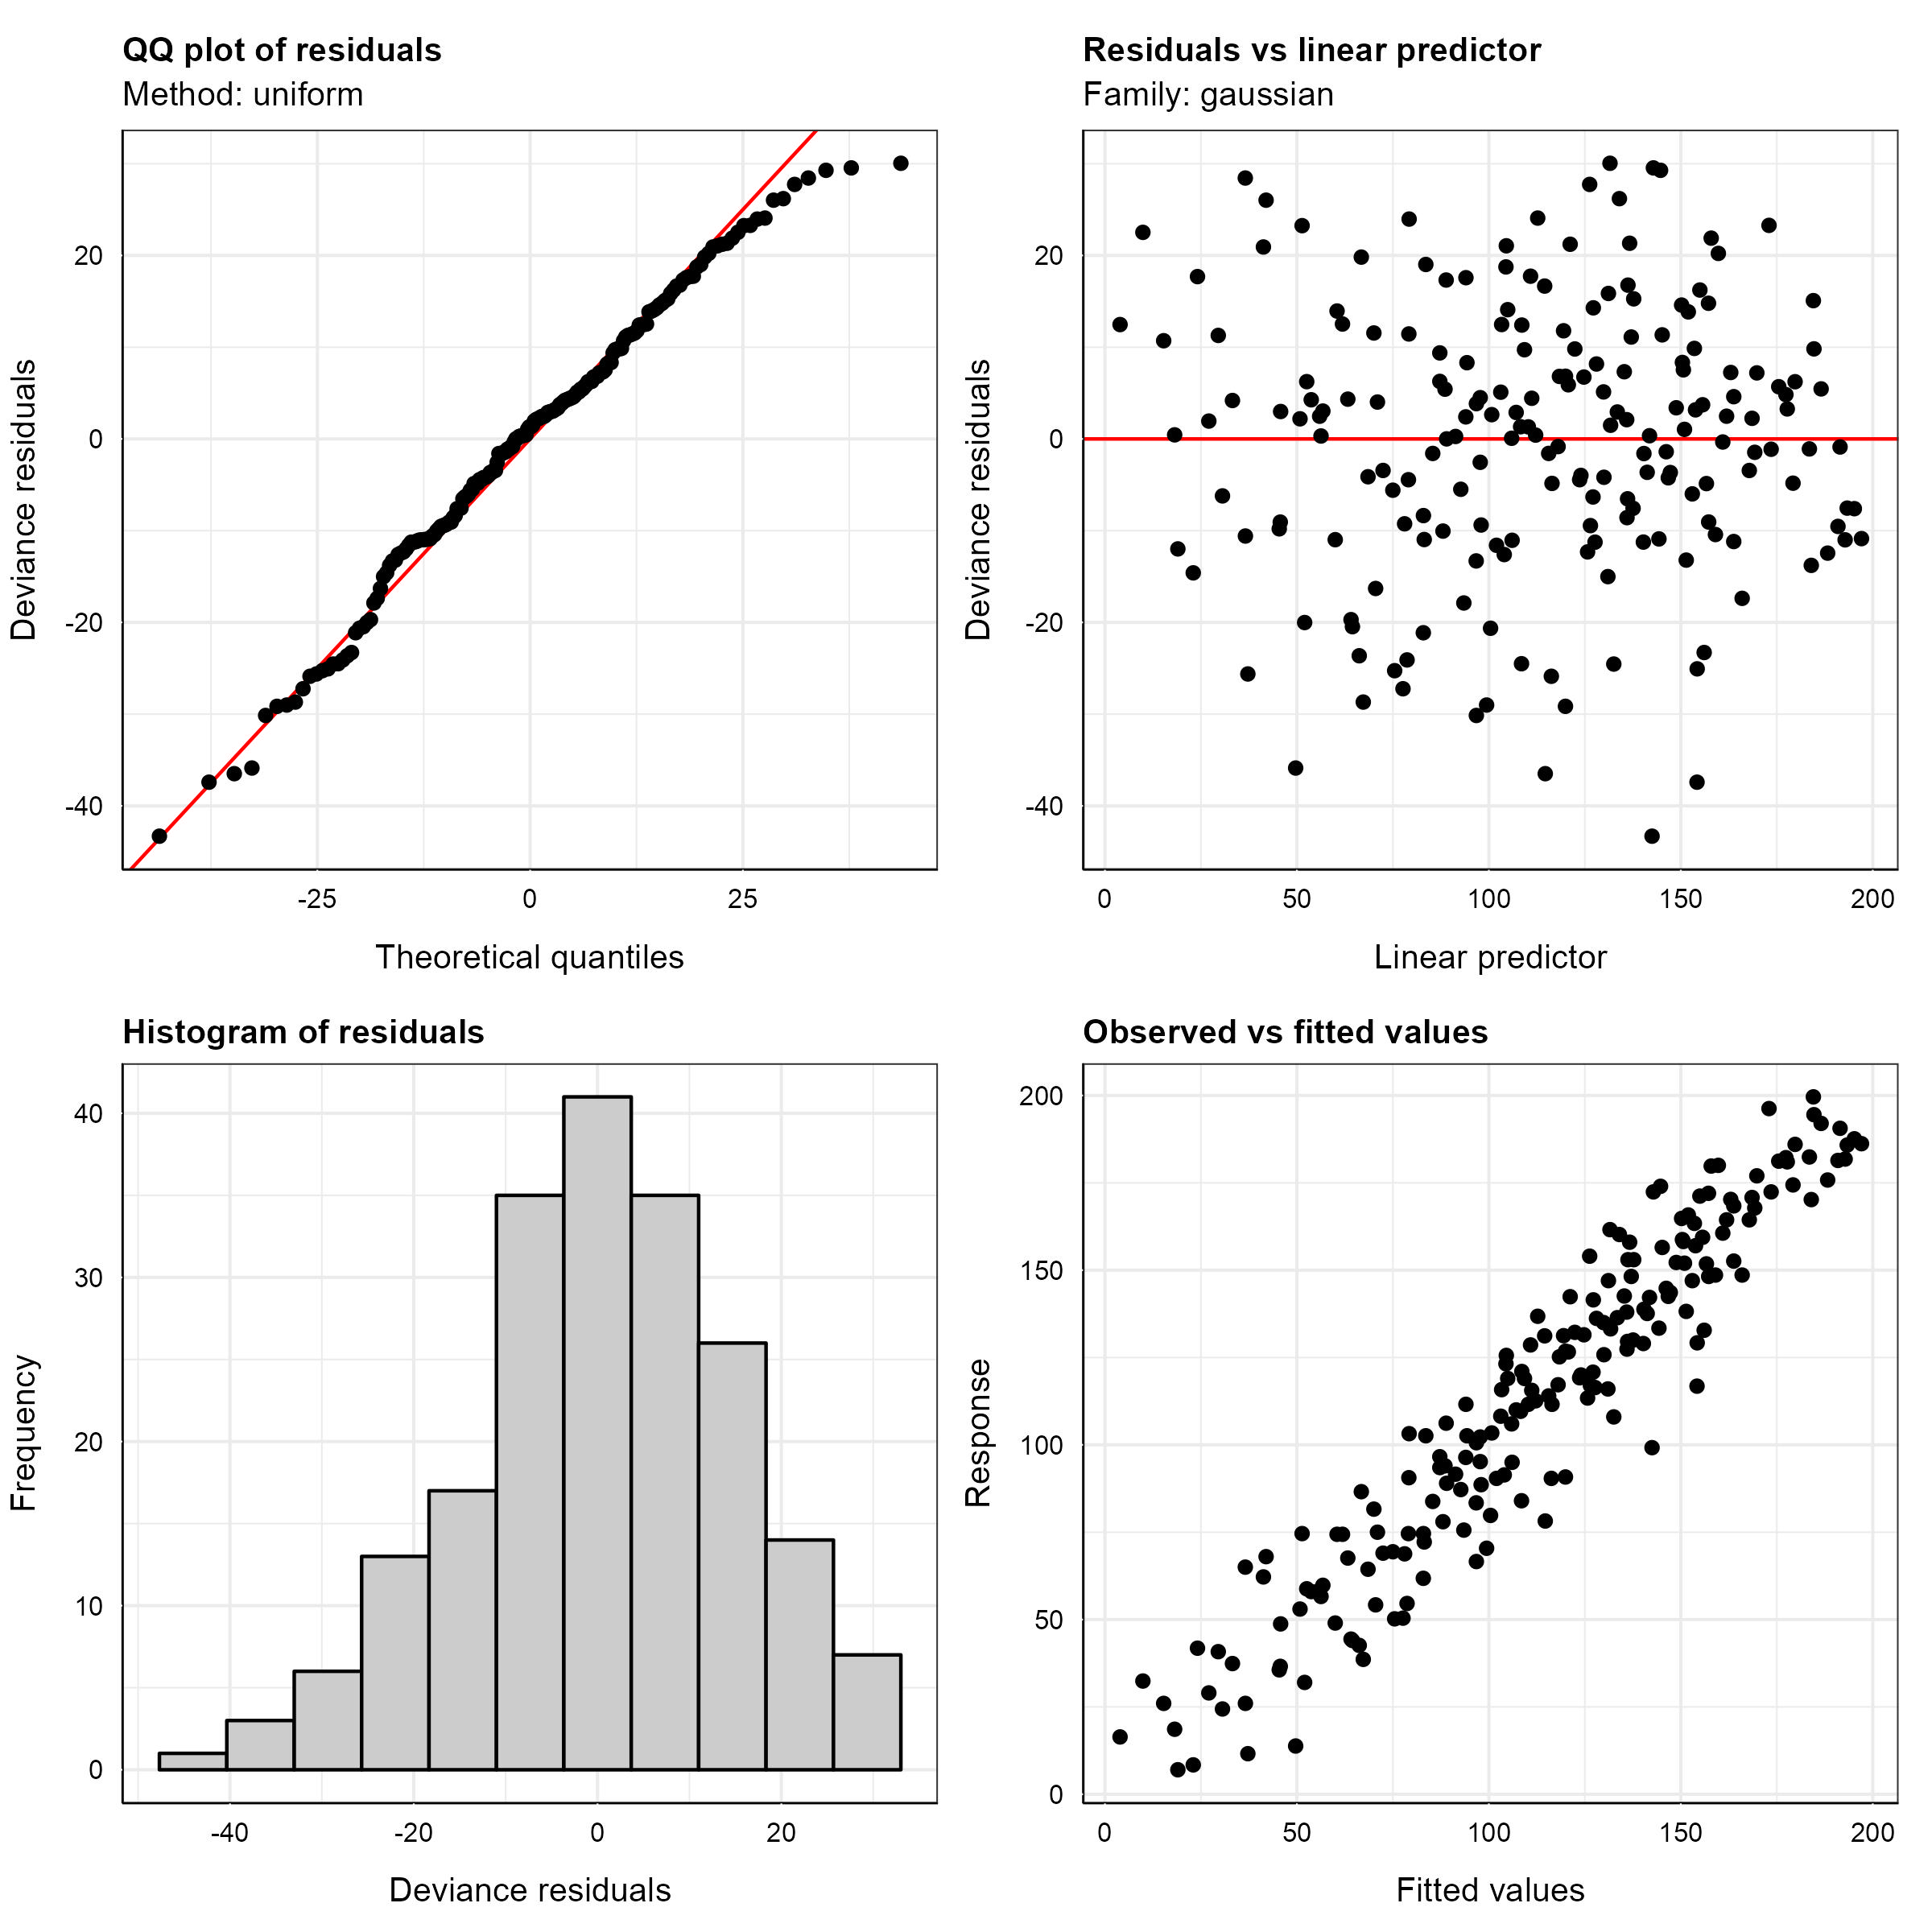 QQ plot of residuals
Method: uniform
20
0
-20
-40
Deviance residuals
-25
0
25
Theoretical quantiles
Residuals vs linear predictor
Family: gaussian
20
0
-20
-40
Deviance residuals
0
50
100
150
200
Linear predictor
Histogram of residuals
40
30
20
10
0
Frequency
-40
-20
0
20
Deviance residuals
Observed vs fitted values
200
150
100
50
0
Response
0
50
100
150
200
Fitted values